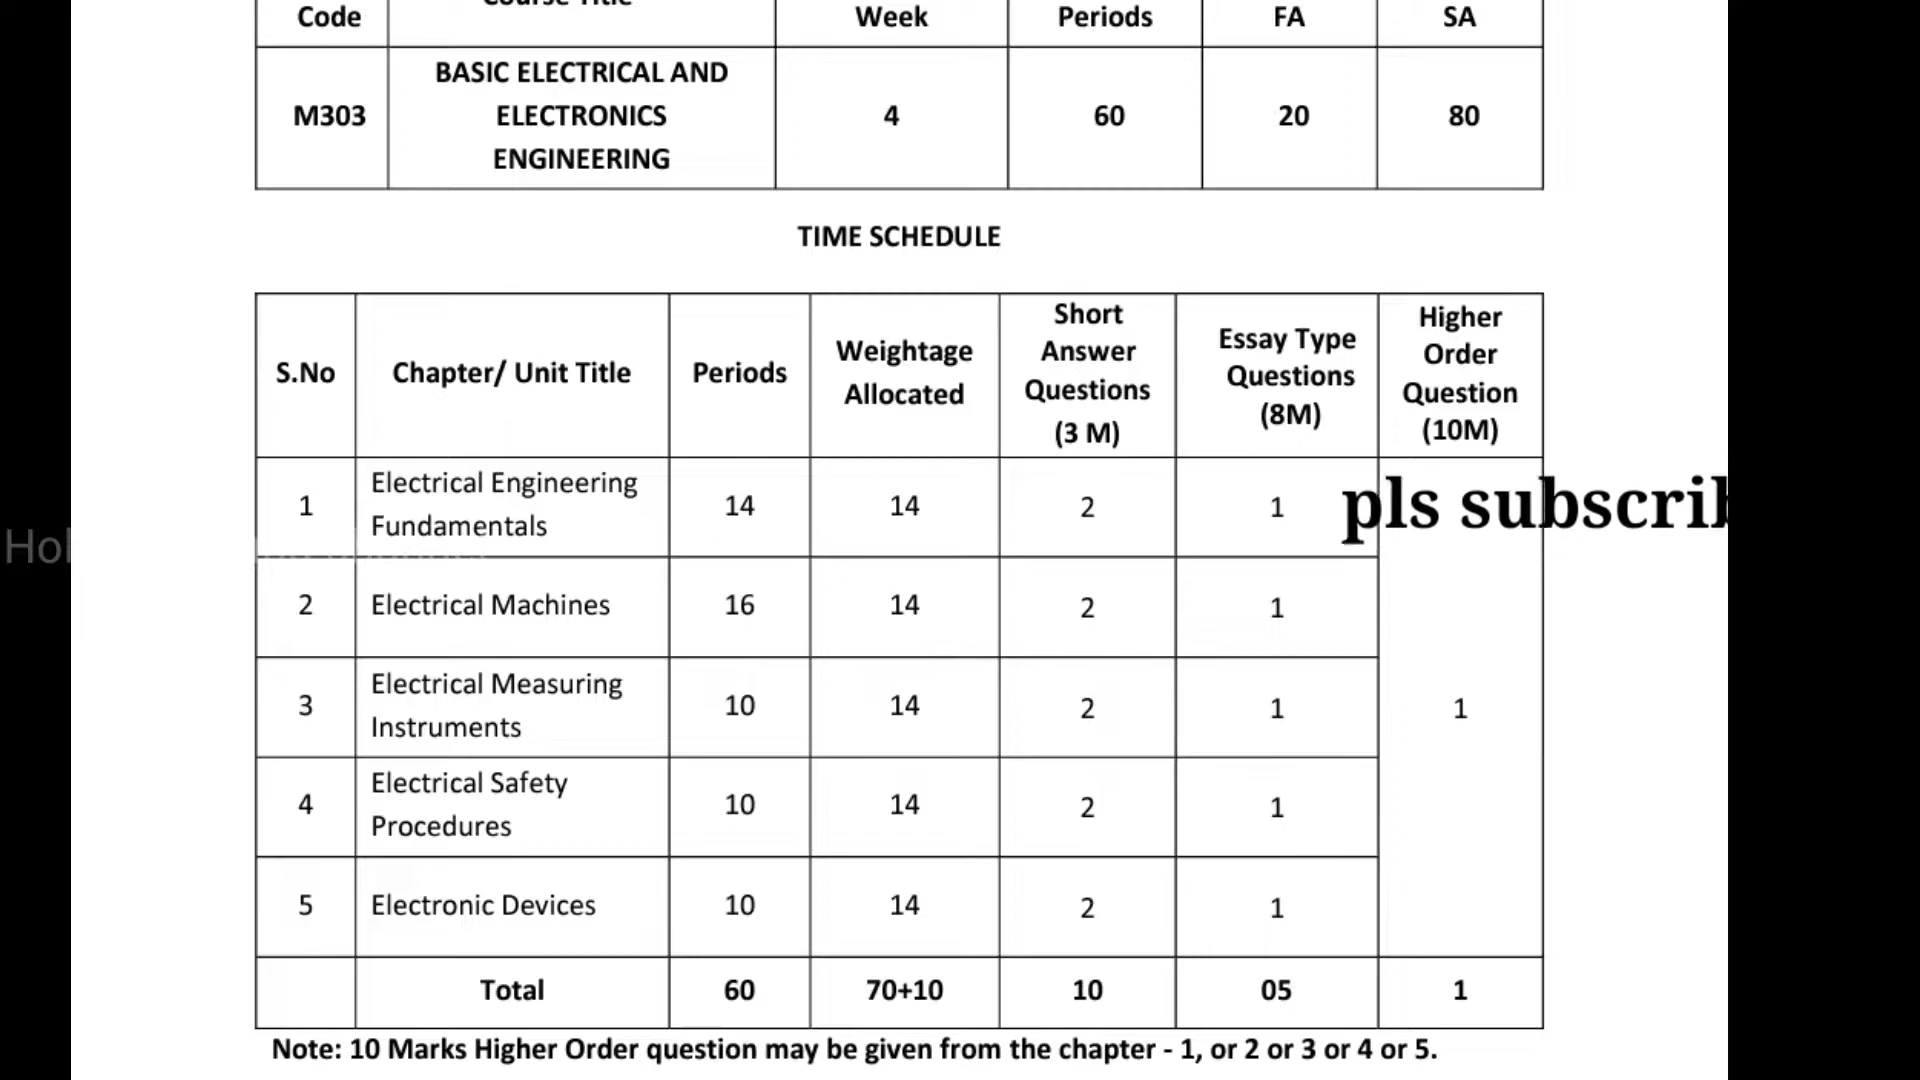 Code Week Periods FA SA
M303 BASIC ELECTRICAL AND ELECTRONICS ENGINEERING 4 60 20 80
TIME SCHEDULE
S.No Chapter/ Unit Title Periods Weightage Allocated Short Answer Questions (3 M) Essay Type Questions (8M) Higher Order Question (10M)
1 Electrical Engineering Fundamentals 14 14 2 1
pls subscrib
2 Electrical Machines 16 14 2 1
3 Electrical Measuring Instruments 10 14 2 1 1
4 Electrical Safety Procedures 10 14 2 1
5 Electronic Devices 10 14 2 1
Total 60 70+10 10 05 1
Note: 10 Marks Higher Order question may be given from the chapter - 1, or 2 or 3 or 4 or 5.